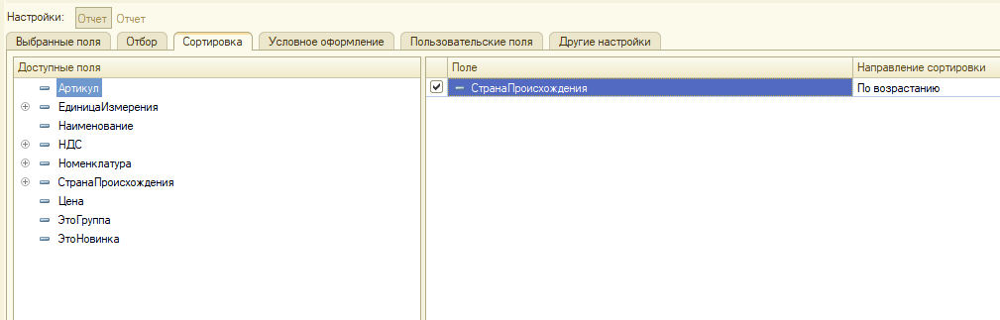 Настройки: Отчет Отчет
Выбранные поля Отбор Сортировка Условное оформление Пользовательские поля Другие настройки
Доступные поля
Артикул
ЕдиницаИзмерения
Наименование
НДС
Номенклатура
СтранаПроисхождения
Цена
ЭтоГруппа
ЭтоНовинка
Поле Направление сортировки
СтранаПроисхождения По возрастанию